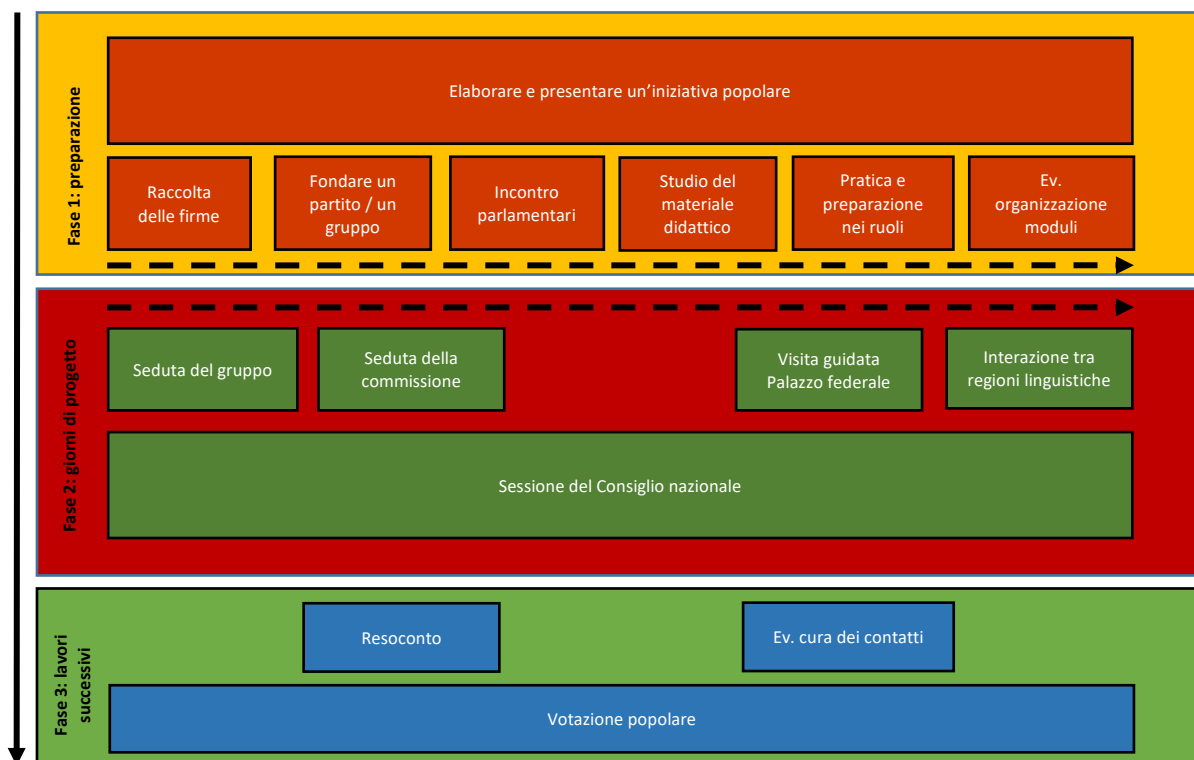 Fase 1: preparazione
Elaborare e presentare un'iniziativa popolare
Raccolta
delle firme
Fondare un
partito / un
gruppo
Incontro
parlamentari
Studio del
materiale
didattico
Pratica e
preparazione
nei ruoli
Ev.
organizzazione
moduli
Fase 2: giorni di progetto
Seduta del gruppo
Seduta della
commissione
Visita guidata
Palazzo federale
Interazione tra
regioni linguistiche
Sessione del Consiglio nazionale
Fase 3: lavori
successivi
Resoconto
Ev. cura dei contatti
Votazione popolare